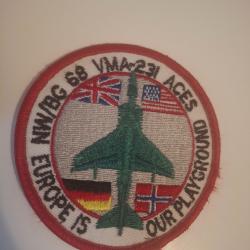 NW/BG 68 VMA-231 ACES
EUROPE IS OUR PLAYGROUND